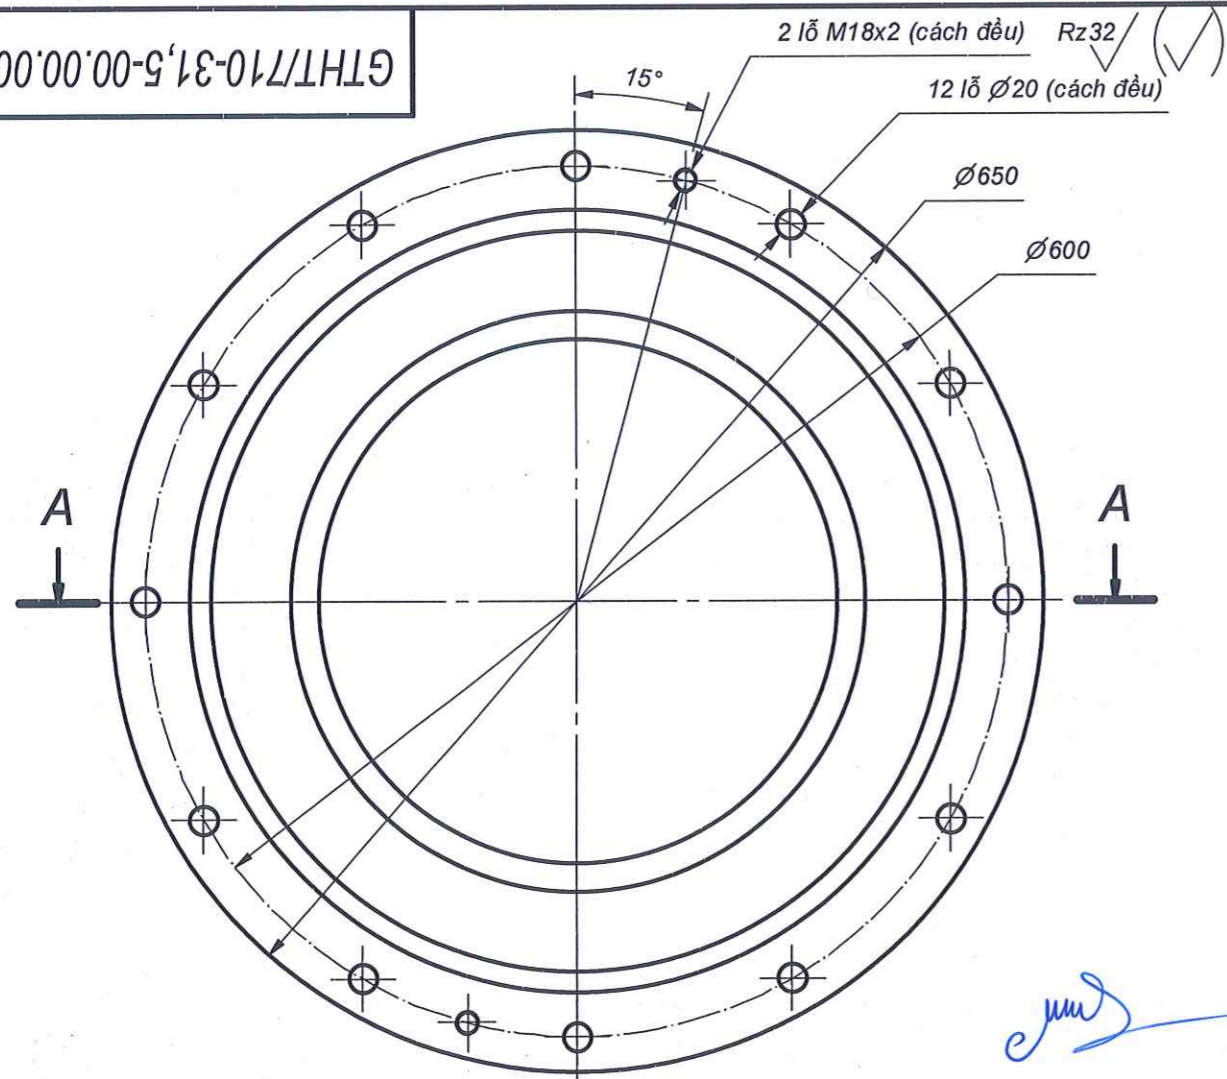 GTHT/710-31,5-00.00.00
2 lỗ M18x2 (cách đều)
Rz32
15°
12 lỗ Ø20 (cách đều)
Ø650
Ø600
A
A